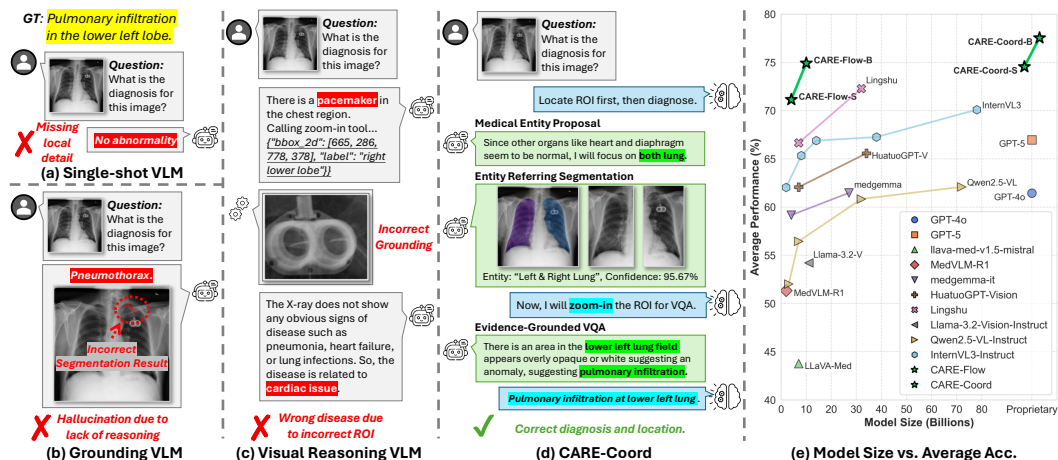 GT: Pulmonary infiltration
in the lower left lobe.
Question:
What is the
diagnosis for
this image?
Missing
local
detail
No abnormality
(a) Single-shot VLM
Question:
What is the
diagnosis for
this image?
Pneumothorax.
Incorrect
Segmentation Result
Hallucination due to
lack of reasoning
(b) Grounding VLM
Question:
What is the
diagnosis for
this image?
There is a pacemaker in
the chest region.
Calling zoom-in tool...
{"bbox_2d": [665, 286,
778, 378], "label": "right
lower lobe"}}
Incorrect
Grounding
The X-ray does not show
any obvious signs of
disease such as
pneumonia, heart failure,
or lung infections. So, the
disease is related to
cardiac issue.
Wrong disease due
to incorrect ROI
(c) Visual Reasoning VLM
Question:
What is the
diagnosis for
this image?
Locate ROI first, then diagnose.
Medical Entity Proposal
Since other organs like heart and diaphragm
seem to be normal, I will focus on both lung.
Entity Referring Segmentation
Entity: "Left & Right Lung", Confidence: 95.67%
Now, I will zoom-in the ROI for VQA.
Evidence-Grounded VQA
There is an area in the lower left lung field
appears overly opaque or white suggesting an
anomaly, suggesting pulmonary infiltration.
Pulmonary infiltration at lower left lung.
Correct diagnosis and location.
(d) CARE-Coord
Average Performance (%)
80
75
70
65
60
55
50
45
40
CARE-Coord-B
CARE-Flow-B
CARE-Coord-S
Lingshu
CARE-Flow-S
InternVL3
GPT-5
HuatuoGPT-V
medgemma
Qwen2.5-VL
GPT-4o
Llama-3.2-V
MedVLM-R1
LLaVA-Med
GPT-4o
GPT-5
llava-med-v1.5-mistral
MedVLM-R1
medgemma-it
HuatuoGPT-Vision
Lingshu
Llama-3.2-Vision-Instruct
Qwen2.5-VL-Instruct
InternVL3-Instruct
CARE-Flow
CARE-Coord
0 10 20 30 40 50 60 70 80 Proprietary
Model Size (Billions)
(e) Model Size vs. Average Acc.